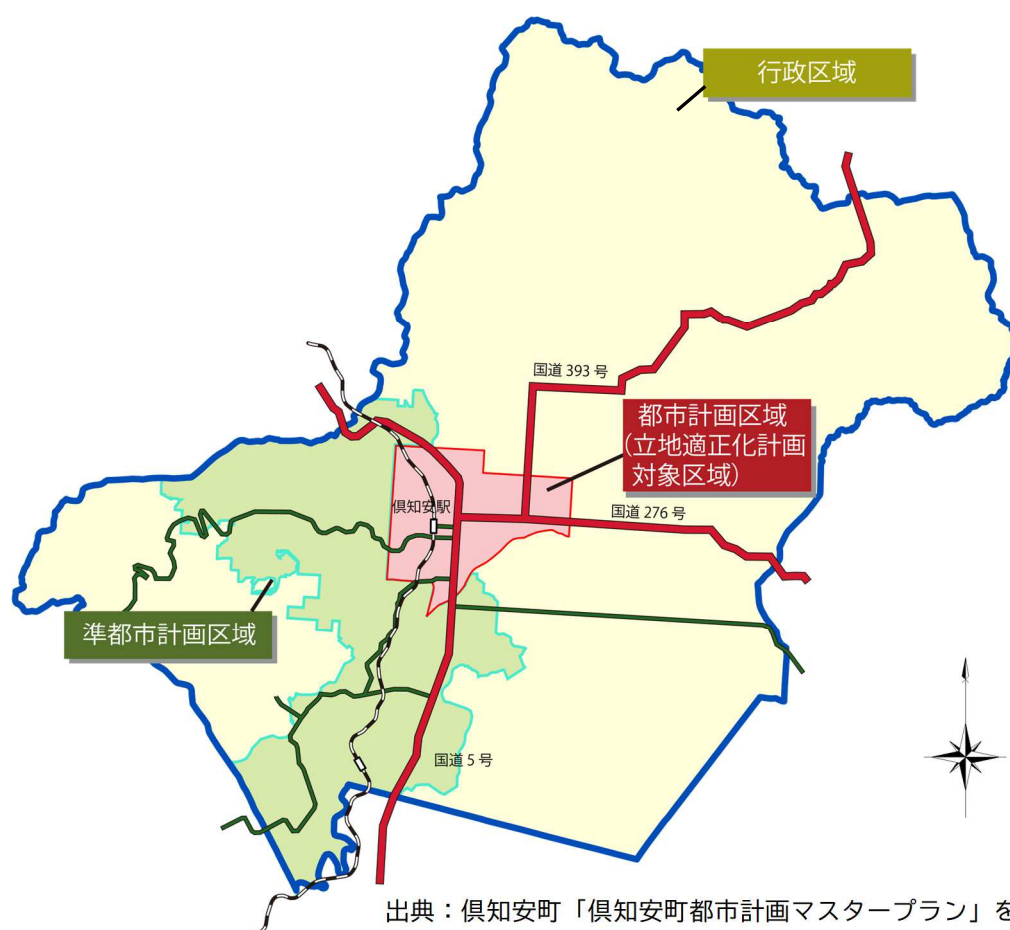 行政区域
国道 393 号
都市計画区域
(立地適正化計画
対象区域)
倶知安駅
国道 276 号
準都市計画区域
国道 5 号
出典：倶知安町「倶知安町都市計画マスタープラン」を